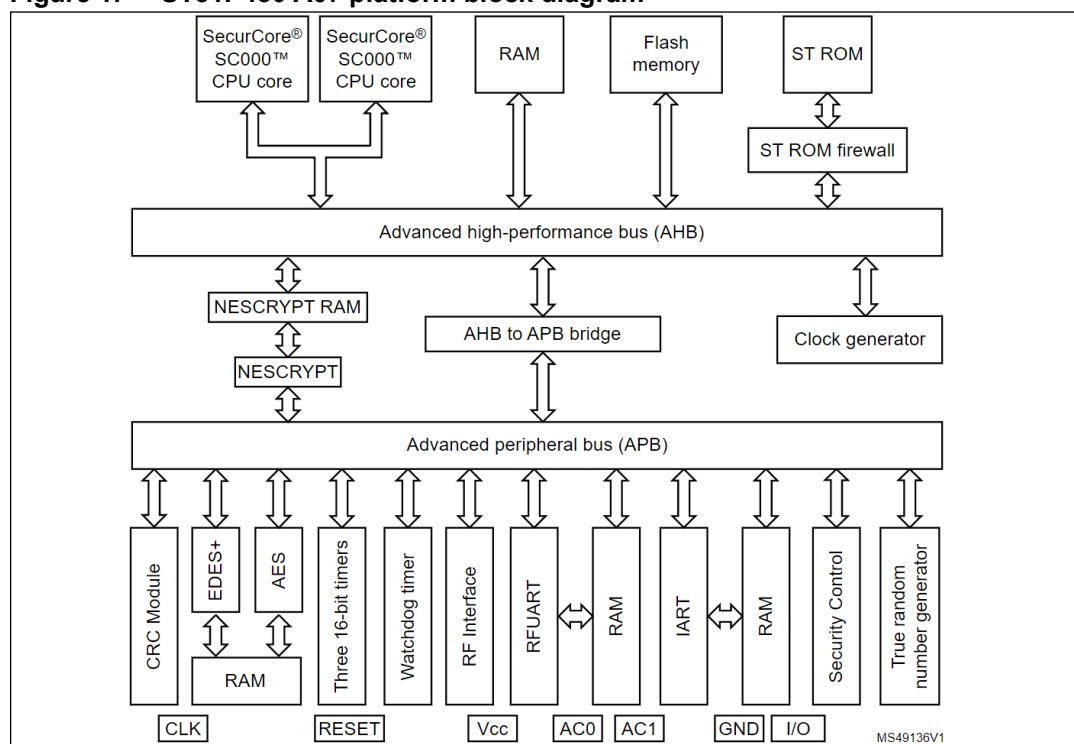 SecurCore®
SC000™
CPU core
SecurCore®
SC000™
CPU core
RAM
Flash
memory
ST ROM
ST ROM firewall
Advanced high-performance bus (AHB)
NESCRYPT RAM
AHB to APB bridge
Clock generator
NESCRYPT
Advanced peripheral bus (APB)
CRC Module
EDES+
AES
RAM
Three 16-bit timers
Watchdog timer
RF Interface
RFUART
RAM
IART
RAM
Security Control
True random
number generator
CLK
RESET
Vcc
AC0
AC1
GND
I/O
MS49136V1